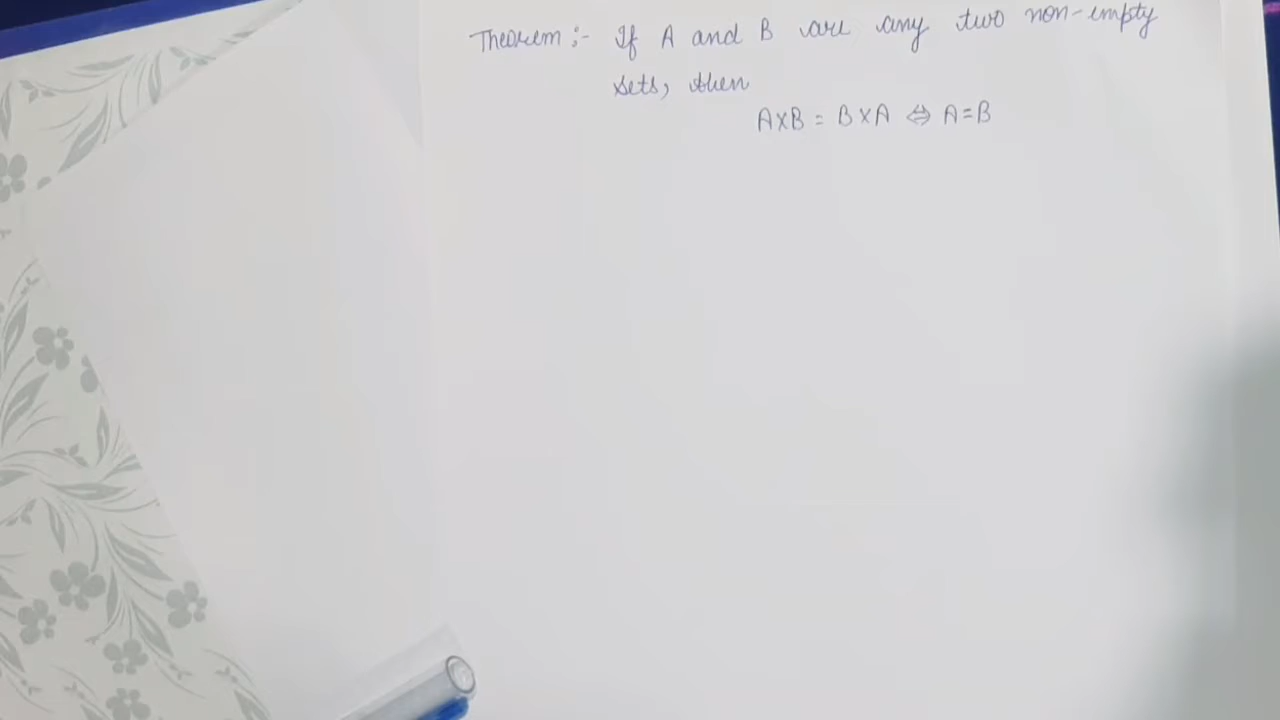 Theorem :- If A and B are any two non-empty
sets, then
A×B = B×A ⇔ A=B